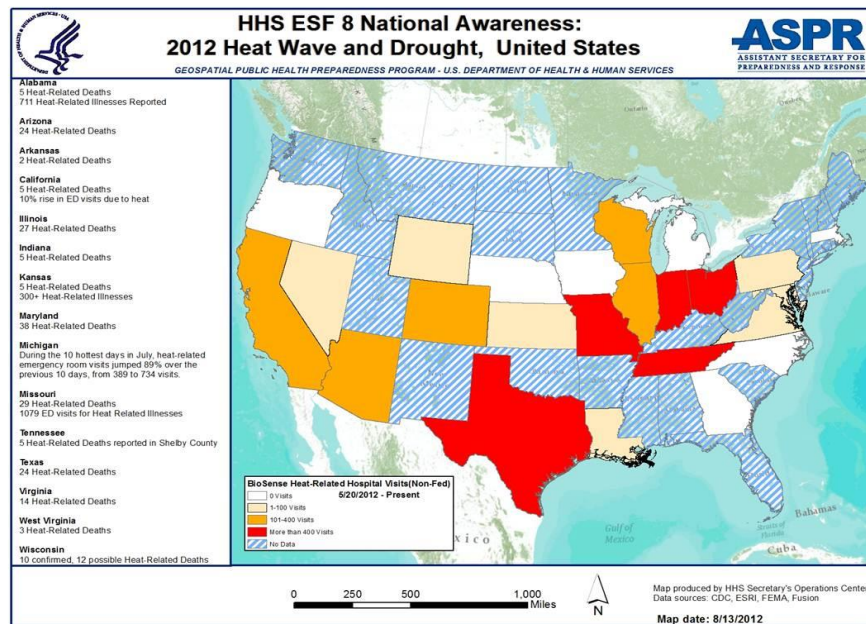 HHS ESF 8 National Awareness:
2012 Heat Wave and Drought, United States
GEOSPATIAL PUBLIC HEALTH PREPAREDNESS PROGRAM - U.S. DEPARTMENT OF HEALTH & HUMAN SERVICES
ASPR
ASSISTANT SECRETARY FOR
PREPAREDNESS AND RESPONSE
Alabama
5 Heat-Related Deaths
711 Heat-Related Illnesses Reported
Arizona
24 Heat-Related Deaths
Arkansas
2 Heat-Related Deaths
California
5 Heat-Related Deaths
10% rise in ED visits due to heat
Illinois
27 Heat-Related Deaths
Indiana
5 Heat-Related Deaths
Kansas
5 Heat-Related Deaths
300+ Heat-Related Illnesses
Maryland
38 Heat-Related Deaths
Michigan
During the 10 hottest days in July, heat-related
emergency room visits jumped 89% over the
previous 10 days, from 389 to 734 visits.
Missouri
29 Heat-Related Deaths
1079 ED visits for Heat Related Illnesses
Tennessee
5 Heat-Related Deaths reported in Shelby County
Texas
24 Heat-Related Deaths
Virginia
14 Heat-Related Deaths
West Virginia
3 Heat-Related Deaths
Wisconsin
10 confirmed, 12 possible Heat-Related Deaths
BioSense Heat-Related Hospital Visits(Non-Fed)
5/20/2012 - Present
0 Visits
1-100 Visits
101-400 Visits
More than 400 Visits
No Data
Gulf of
Mexico
Bahamas
Straits of
Florida
Cuba
0 250 500 1,000
Miles
N
Map produced by HHS Secretary's Operations Center
Data sources: CDC, ESRI, FEMA, Fusion
Map date: 8/13/2012